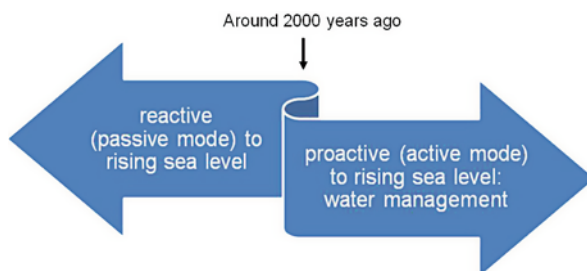 Around 2000 years ago
reactive
(passive mode) to
rising sea level
proactive (active mode)
to rising sea level:
water management